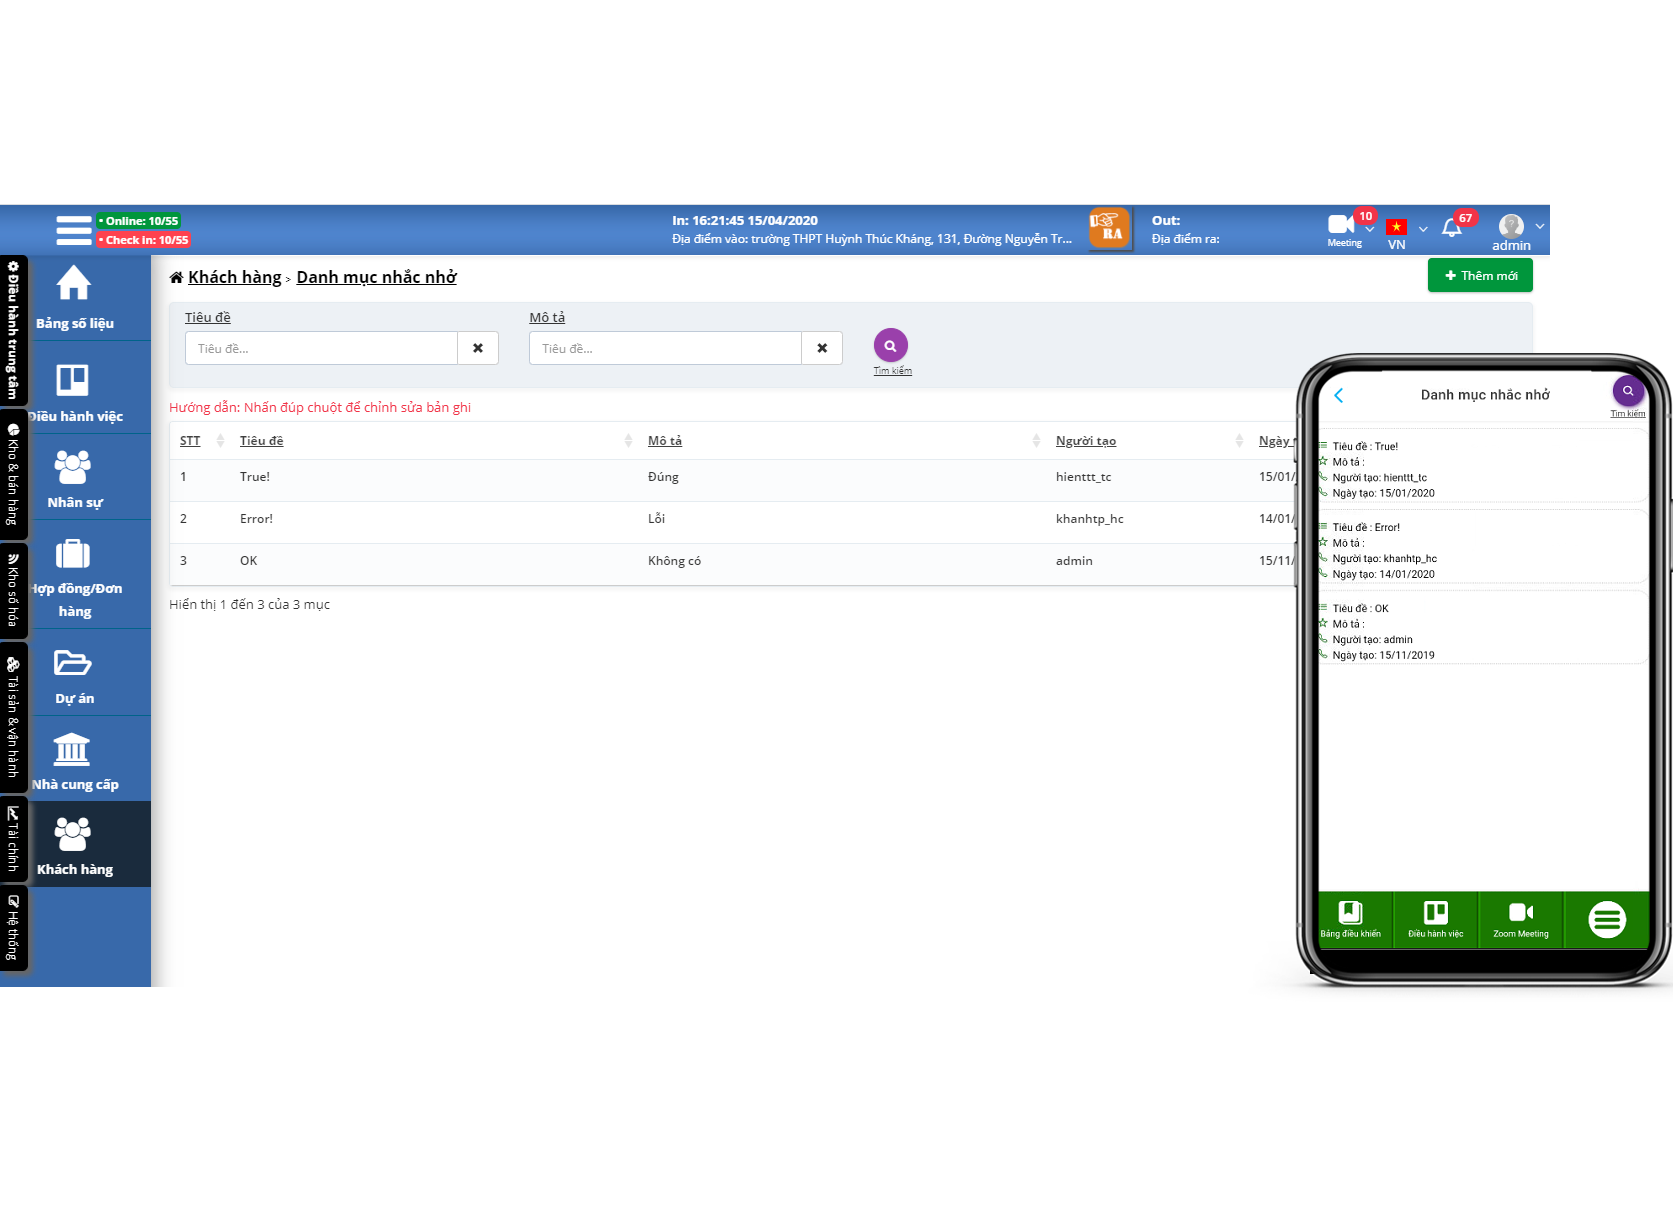 • Online: 10/55
• Check in: 10/55
In: 16:21:45 15/04/2020
Địa điểm vào: trường THPT Huỳnh Thúc Kháng, 131, Đường Nguyễn Tr...
RA
Out:
Địa điểm ra:
Meeting
10
VN
67
admin
Điều hành trung tâm
Kho & bán hàng
Kho số hóa
Tài sản & vận hành
Tài chính
Hệ thống
Bảng số liệu
Điều hành việc
Nhân sự
Hợp đồng/Đơn
hàng
Dự án
Nhà cung cấp
Khách hàng
Khách hàng > Danh mục nhắc nhở
Thêm mới
Tiêu đề
Mô tả
Tiêu đề...
Tiêu đề...
Tìm kiếm
Hướng dẫn: Nhấn đúp chuột để chỉnh sửa bản ghi
STT Tiêu đề Mô tả Người tạo Ngày
1 True! Đúng hienttt_tc 15/01/
2 Error! Lỗi khanhtp_hc 14/01/
3 OK Không có admin 15/11/
Hiển thị 1 đến 3 của 3 mục
Danh mục nhắc nhở
Tìm kiếm
Tiêu đề : True!
Mô tả :
Người tạo: hienttt_tc
Ngày tạo: 15/01/2020
Tiêu đề : Error!
Mô tả :
Người tạo: khanhtp_hc
Ngày tạo: 14/01/2020
Tiêu đề : OK
Mô tả :
Người tạo: admin
Ngày tạo: 15/11/2019
Bảng điều khiển
Điều hành việc
Zoom Meeting